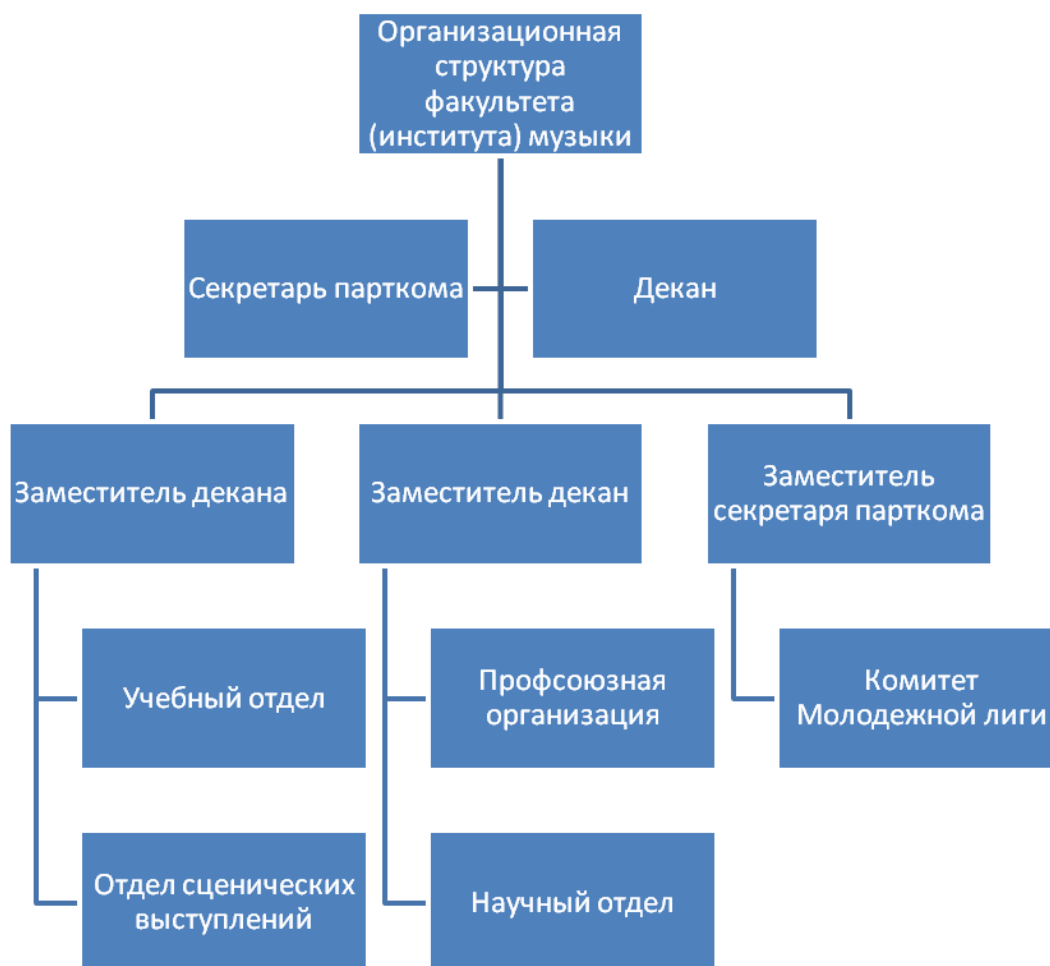 Организационная
структура
факультета
(института) музыки
Секретарь парткома
Декан
Заместитель декана
Заместитель декан
Заместитель
секретаря парткома
Учебный отдел
Профсоюзная
организация
Комитет
Молодежной лиги
Отдел сценических
выступлений
Научный отдел